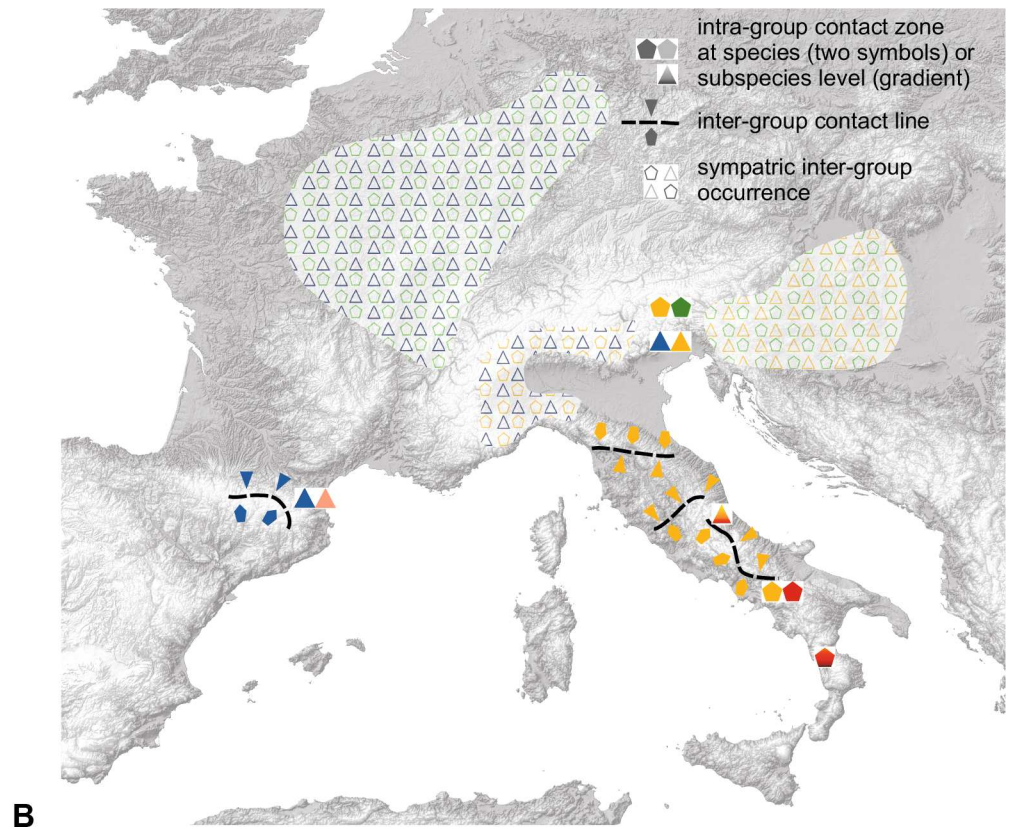 intra-group contact zone
at species (two symbols) or
subspecies level (gradient)
inter-group contact line
sympatric inter-group
occurrence
B